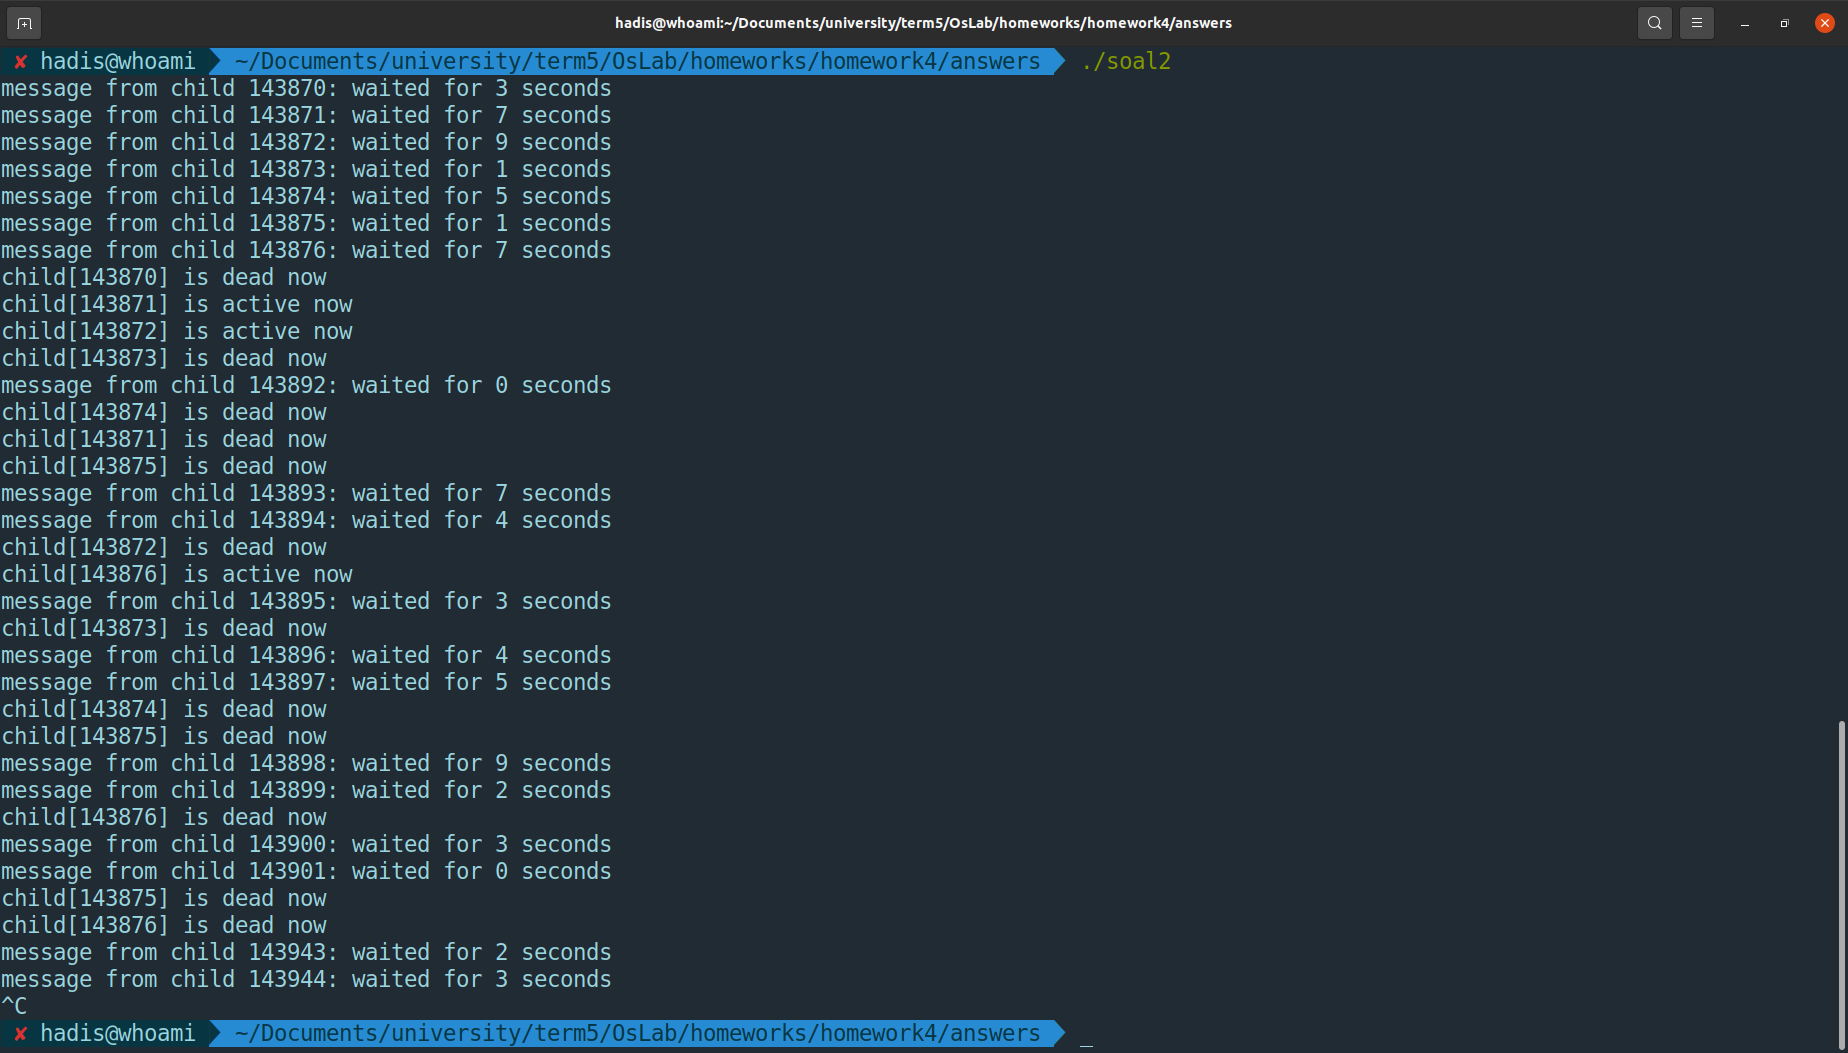 hadis@whoami:~/Documents/university/term5/OsLab/homeworks/homework4/answers
✘ hadis@whoami ~/Documents/university/term5/OsLab/homeworks/homework4/answers ./soal2
message from child 143870: waited for 3 seconds
message from child 143871: waited for 7 seconds
message from child 143872: waited for 9 seconds
message from child 143873: waited for 1 seconds
message from child 143874: waited for 5 seconds
message from child 143875: waited for 1 seconds
message from child 143876: waited for 7 seconds
child[143870] is dead now
child[143871] is active now
child[143872] is active now
child[143873] is dead now
message from child 143892: waited for 0 seconds
child[143874] is dead now
child[143871] is dead now
child[143875] is dead now
message from child 143893: waited for 7 seconds
message from child 143894: waited for 4 seconds
child[143872] is dead now
child[143876] is active now
message from child 143895: waited for 3 seconds
child[143873] is dead now
message from child 143896: waited for 4 seconds
message from child 143897: waited for 5 seconds
child[143874] is dead now
child[143875] is dead now
message from child 143898: waited for 9 seconds
message from child 143899: waited for 2 seconds
child[143876] is dead now
message from child 143900: waited for 3 seconds
message from child 143901: waited for 0 seconds
child[143875] is dead now
child[143876] is dead now
message from child 143943: waited for 2 seconds
message from child 143944: waited for 3 seconds
^C
✘ hadis@whoami ~/Documents/university/term5/OsLab/homeworks/homework4/answers _